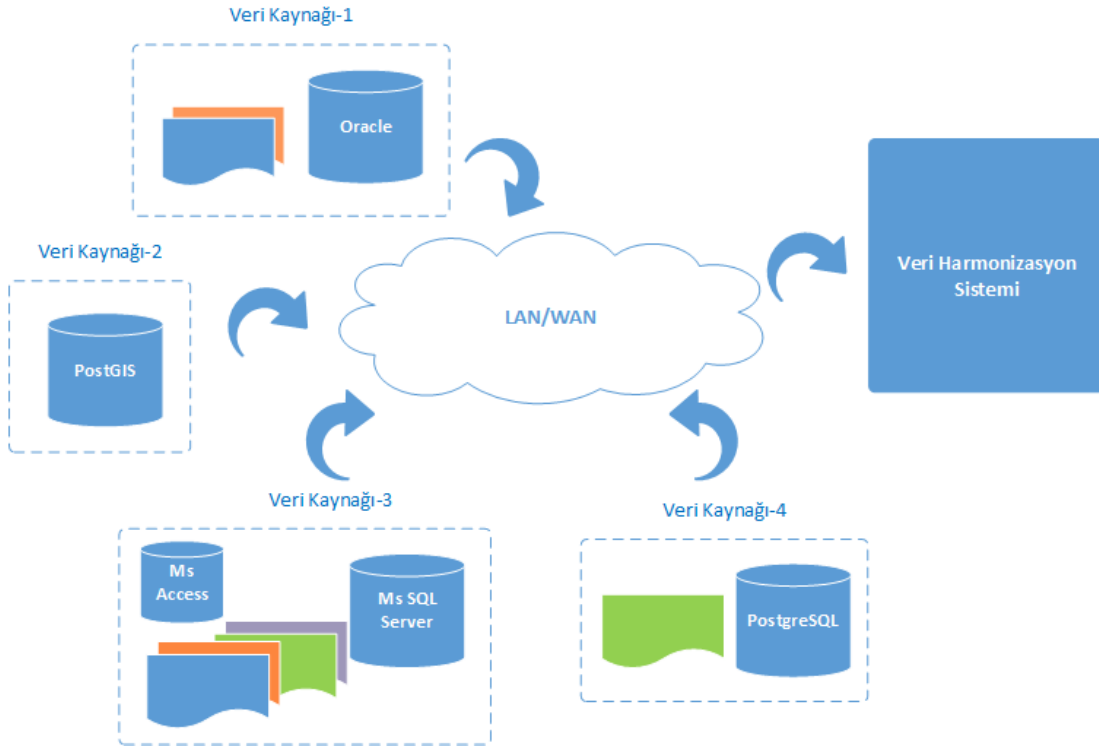 Veri Kaynağı-1
Oracle
Veri Kaynağı-2
PostGIS
LAN/WAN
Veri Harmonizasyon
Sistemi
Veri Kaynağı-3
Ms
Access
Ms SQL
Server
Veri Kaynağı-4
PostgreSQL